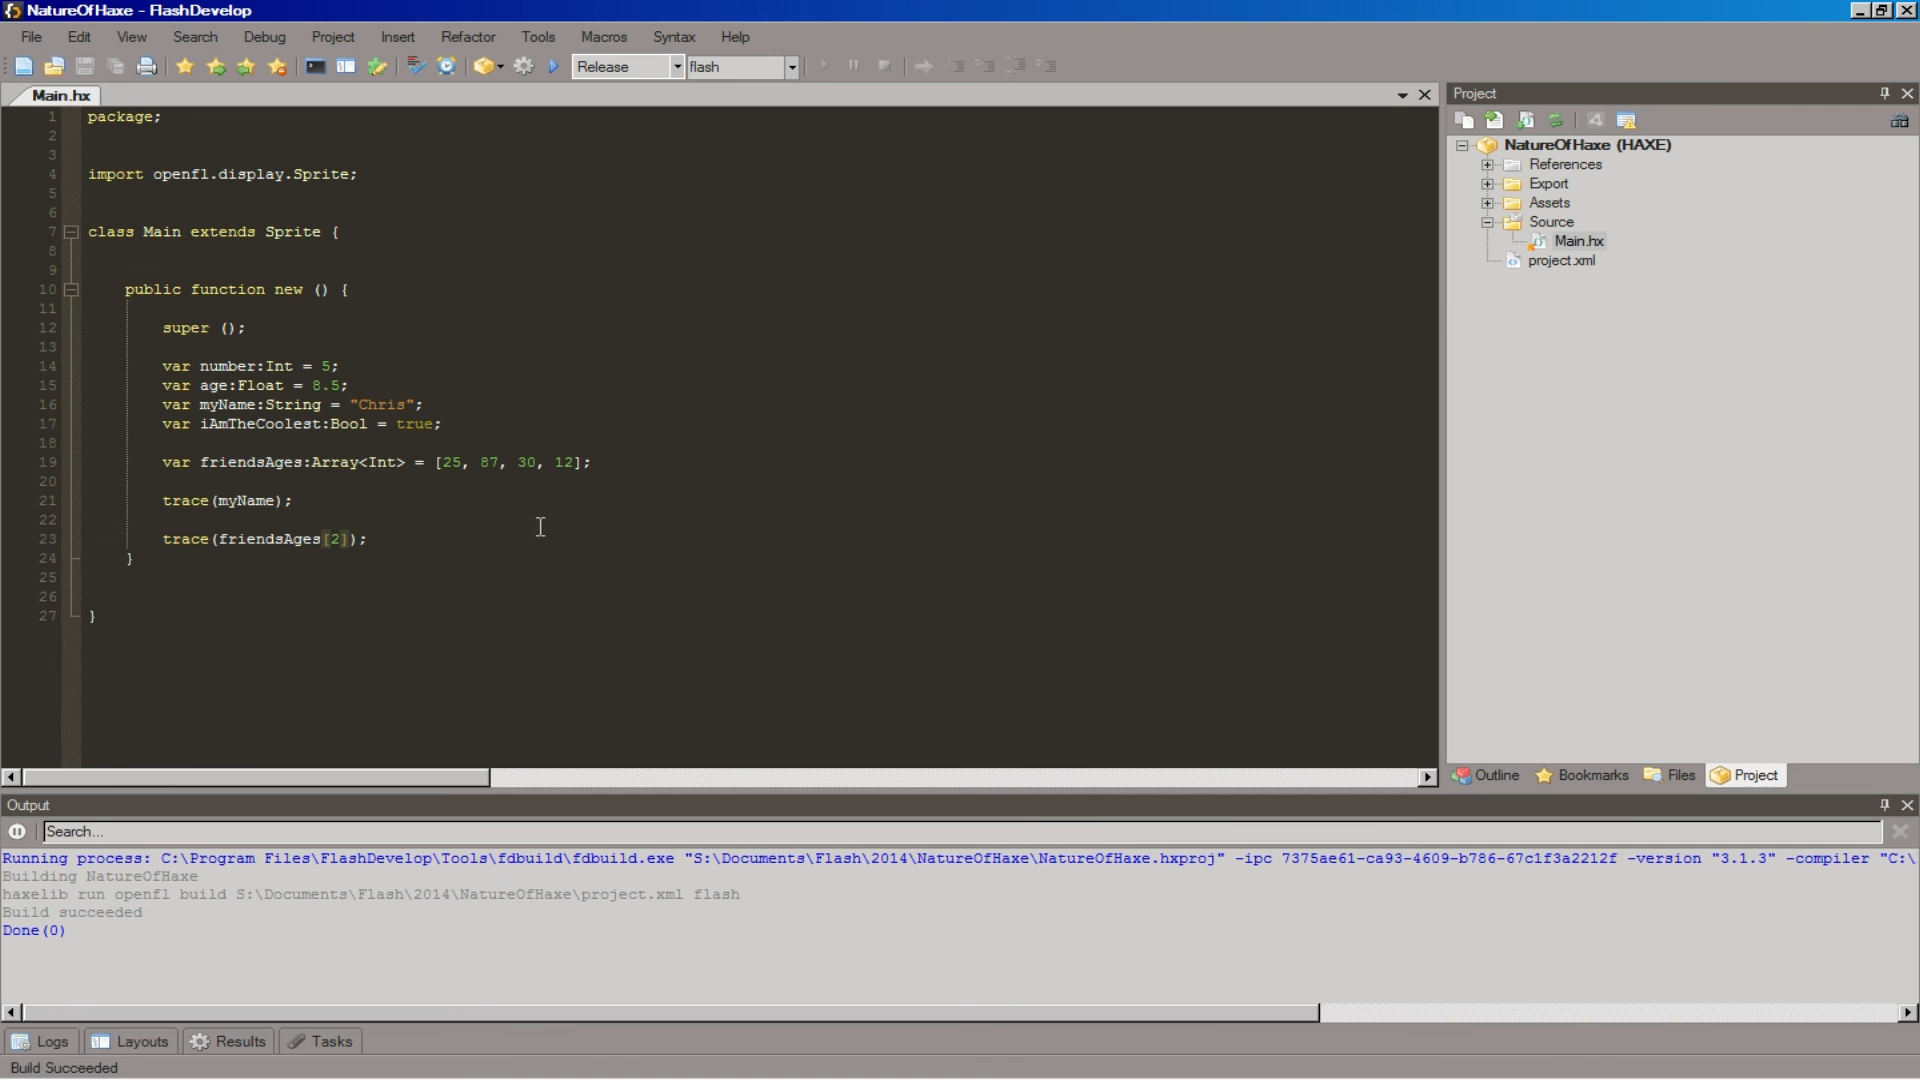 NatureOfHaxe - FlashDevelop
File Edit View Search Debug Project Insert Refactor Tools Macros Syntax Help
Release flash
Main.hx
1 package;
2
3
4 import openfl.display.Sprite;
5
6
7 class Main extends Sprite {
8
9
10 public function new () {
11
12 super ();
13
14 var number:Int = 5;
15 var age:Float = 8.5;
16 var myName:String = "Chris";
17 var iAmTheCoolest:Bool = true;
18
19 var friendsAges:Array<Int> = [25, 87, 30, 12];
20
21 trace(myName);
22
23 trace(friendsAges[2]);
24 }
25
26
27 }
Project
NatureOfHaxe (HAXE)
References
Export
Assets
Source
Main.hx
project.xml
Outline Bookmarks Files Project
Output
Search...
Running process: C:\Program Files\FlashDevelop\Tools\fdbuild\fdbuild.exe "S:\Documents\Flash\2014\NatureOfHaxe\NatureOfHaxe.hxproj" -ipc 7375ae61-ca93-4609-b786-67c1f3a2212f -version "3.1.3" -compiler "C:\
Building NatureOfHaxe
haxelib run openfl build S:\Documents\Flash\2014\NatureOfHaxe\project.xml flash
Build succeeded
Done(0)
Logs Layouts Results Tasks
Build Succeeded